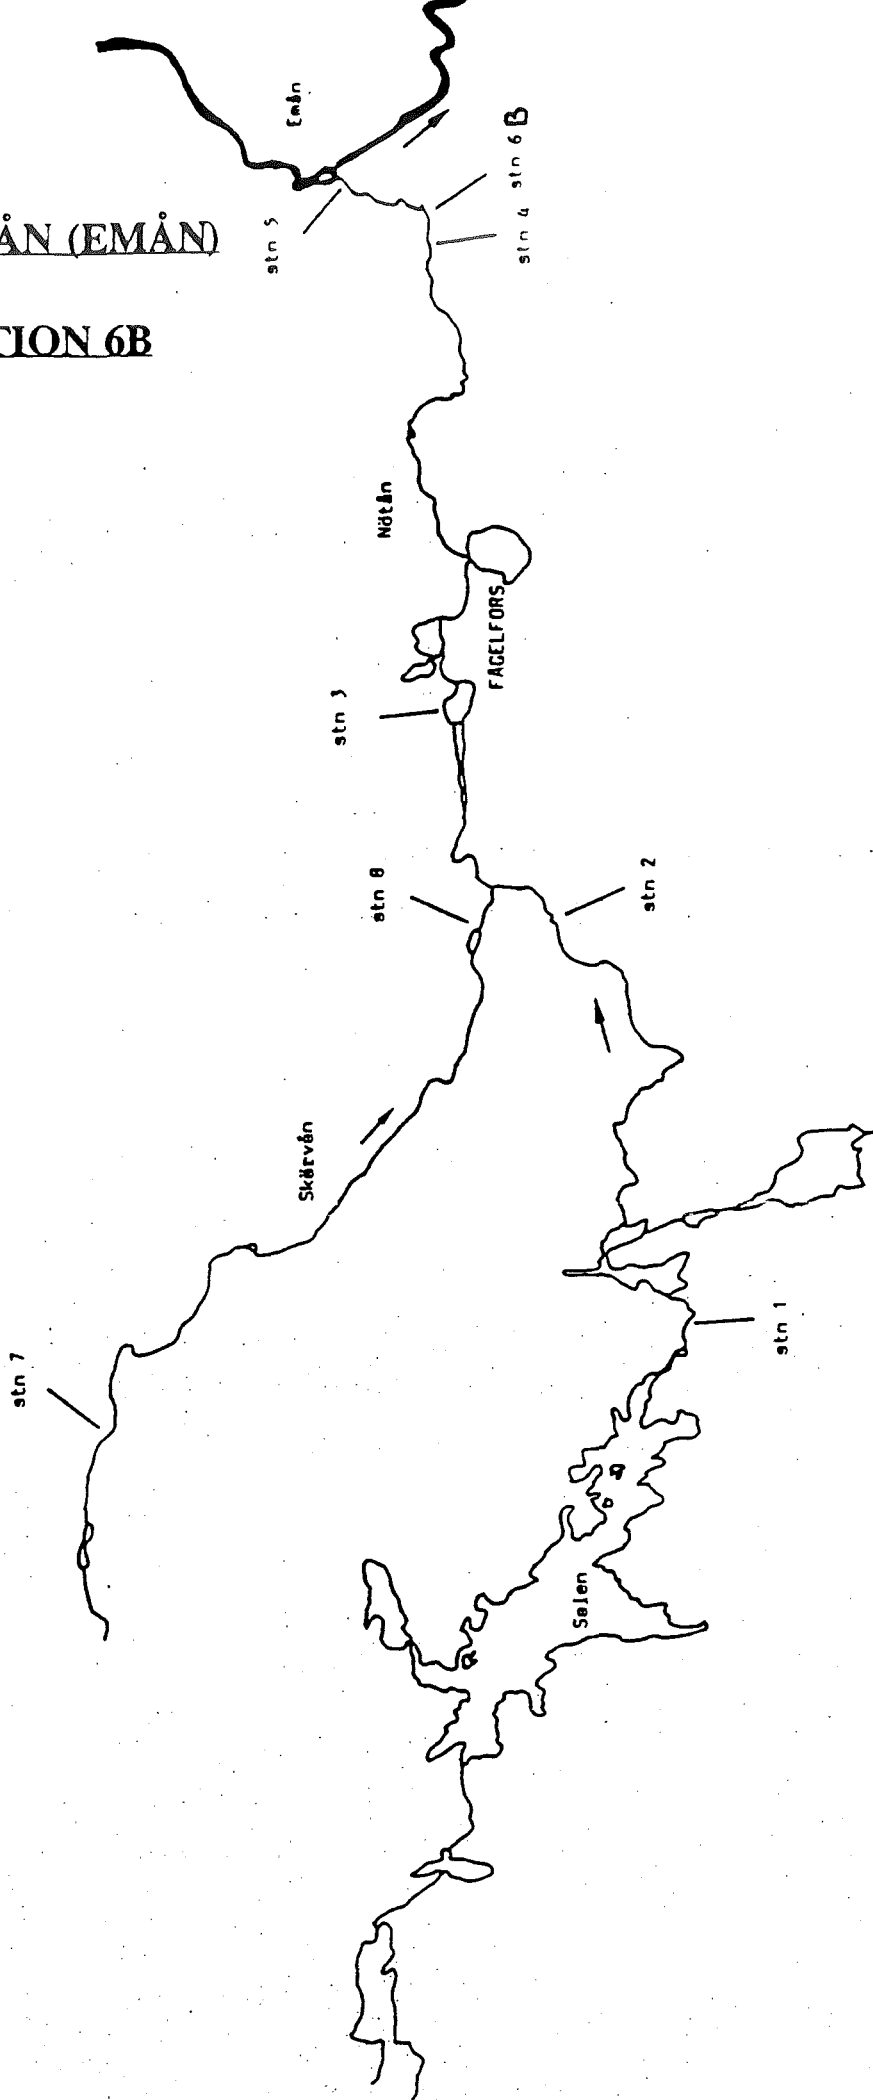 ÅN (EMÅN)
TION 6B
Emån
stn 5
stn 6 B
stn 4
Nötån
FAGELFORS
stn 3
stn 8
stn 2
Skärvån
stn 1
stn 7
Salen